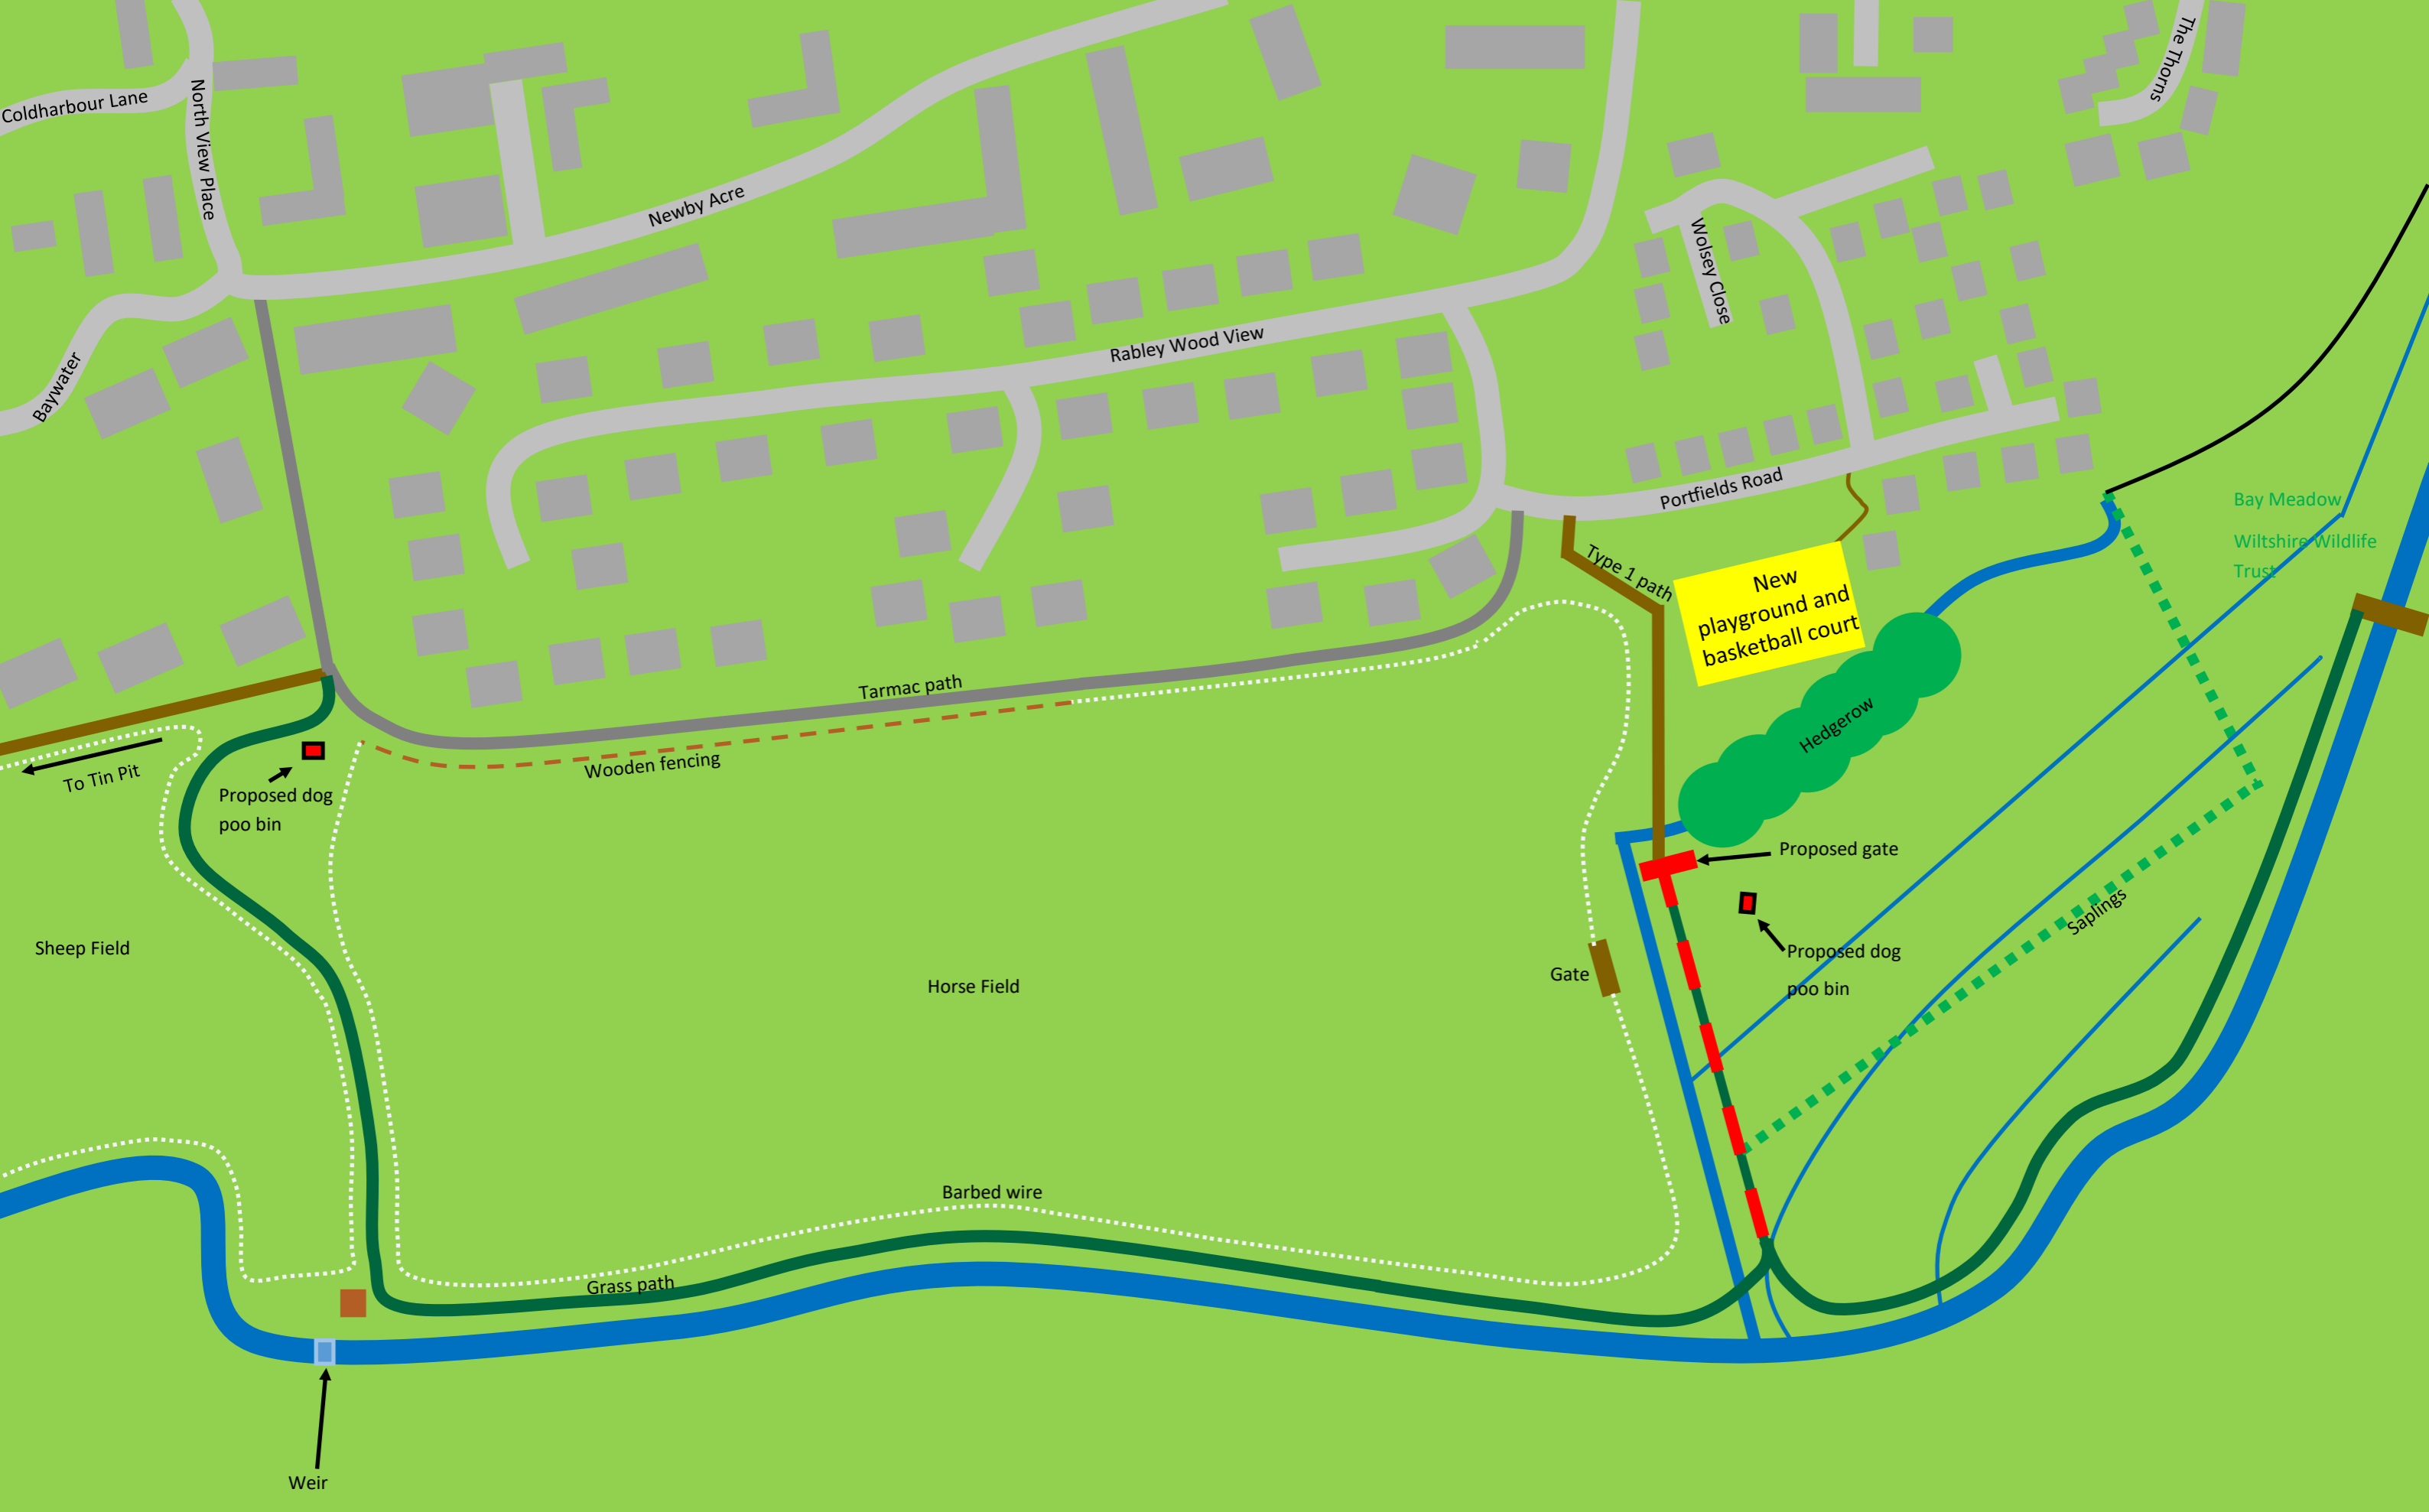 The Thorns
Coldharbour Lane
North View Place
Newby Acre
Wolsey Close
Rabley Wood View
Baywater
Portfields Road
Bay Meadow
Wiltshire Wildlife
Trust
Type 1 path
New
playground and
basketball court
Tarmac path
Hedgerow
Wooden fencing
To Tin Pit
Proposed dog
poo bin
Proposed gate
Saplings
Sheep Field
Proposed dog
poo bin
Gate
Horse Field
Barbed wire
Grass path
Weir